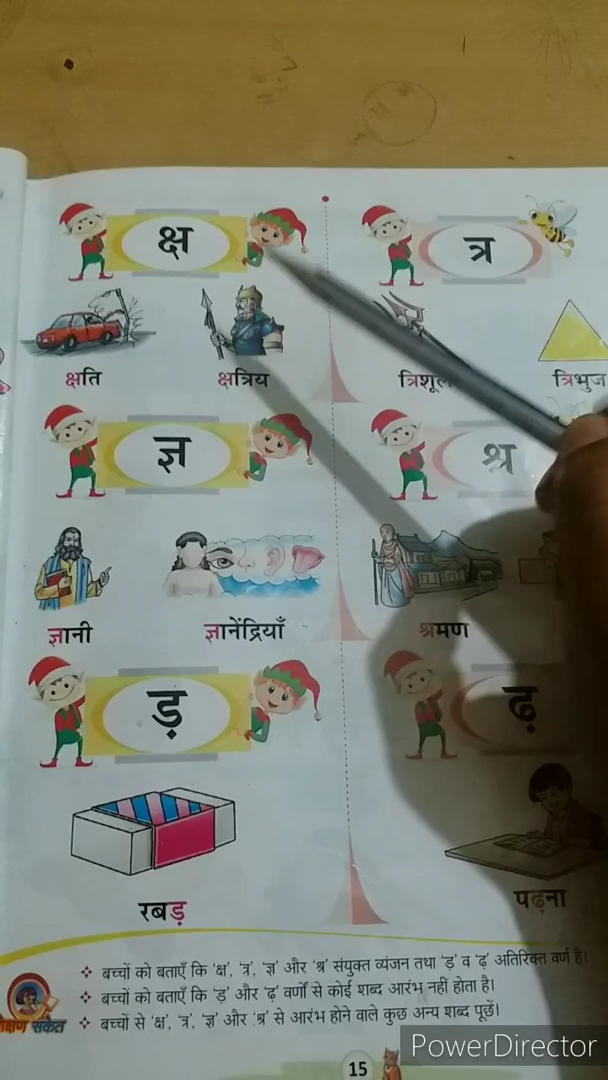 क्ष त्र
क्षति क्षत्रिय त्रिशूल त्रिभुज
ज्ञ श्र
ज्ञानी ज्ञानेंद्रियाँ श्रमण
ड़ ढ़
रबड़ पढ़ना
❖ बच्चों को बताएँ कि ‘क्ष’, ‘त्र’, ‘ज्ञ’ और ‘श्र’ संयुक्त व्यंजन तथा ‘ड़’ व ‘ढ़’ अतिरिक्त वर्ण हैं।
❖ बच्चों को बताएँ कि ‘ड़’ और ‘ढ़’ वर्णों से कोई शब्द आरंभ नहीं होता है।
संकेत ❖ बच्चों से ‘क्ष’, ‘त्र’, ‘ज्ञ’ और ‘श्र’ से आरंभ होने वाले कुछ अन्य शब्द पूछें।
PowerDirector
15